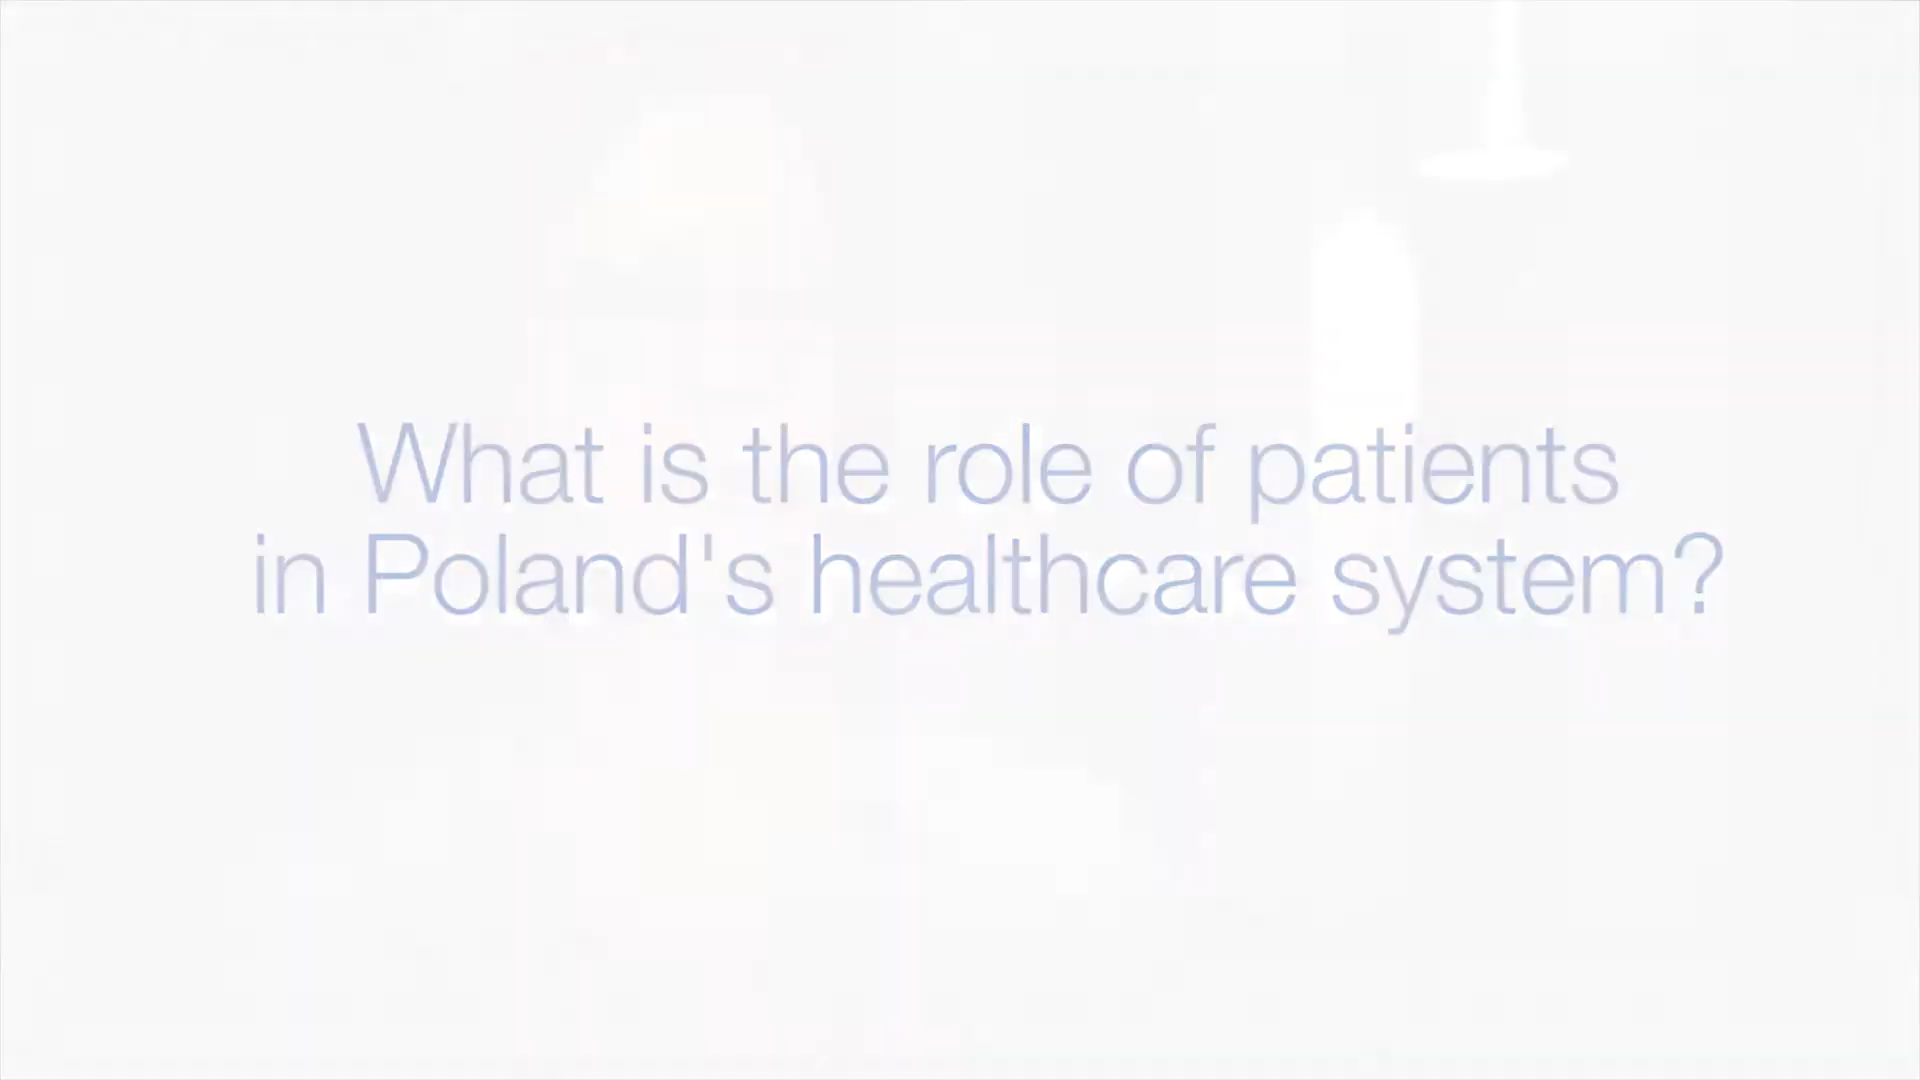 What is the role of patients
in Poland's healthcare system?